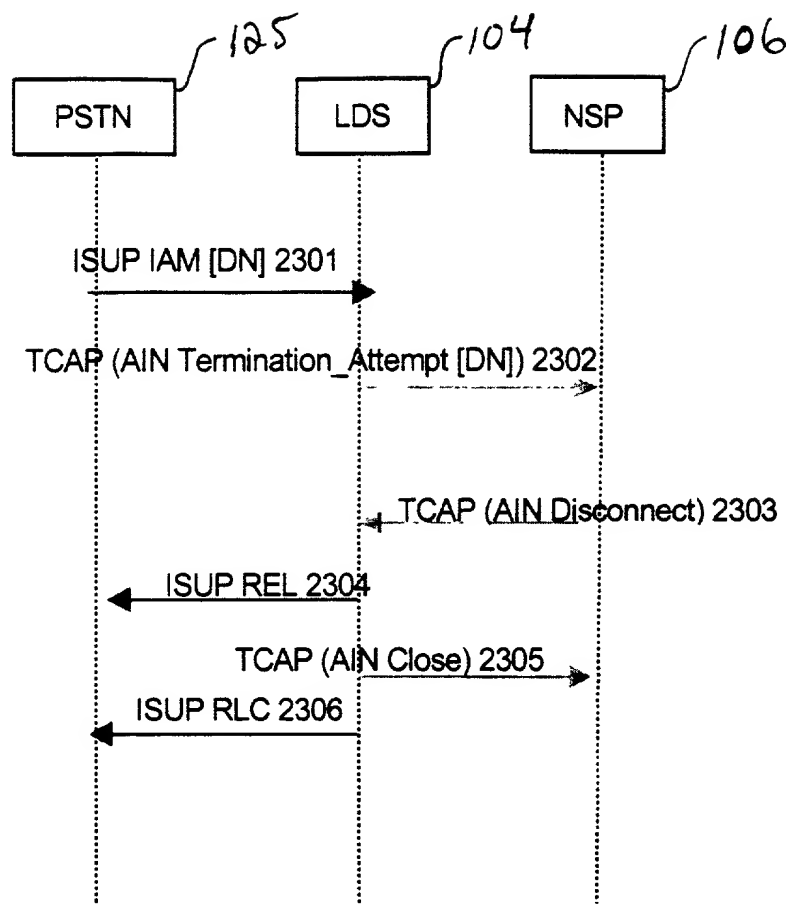 125 104 106
PSTN LDS NSP
ISUP IAM [DN] 2301
TCAP (AIN Termination_Attempt [DN]) 2302
TCAP (AIN Disconnect) 2303
ISUP REL 2304
TCAP (AIN Close) 2305
ISUP RLC 2306